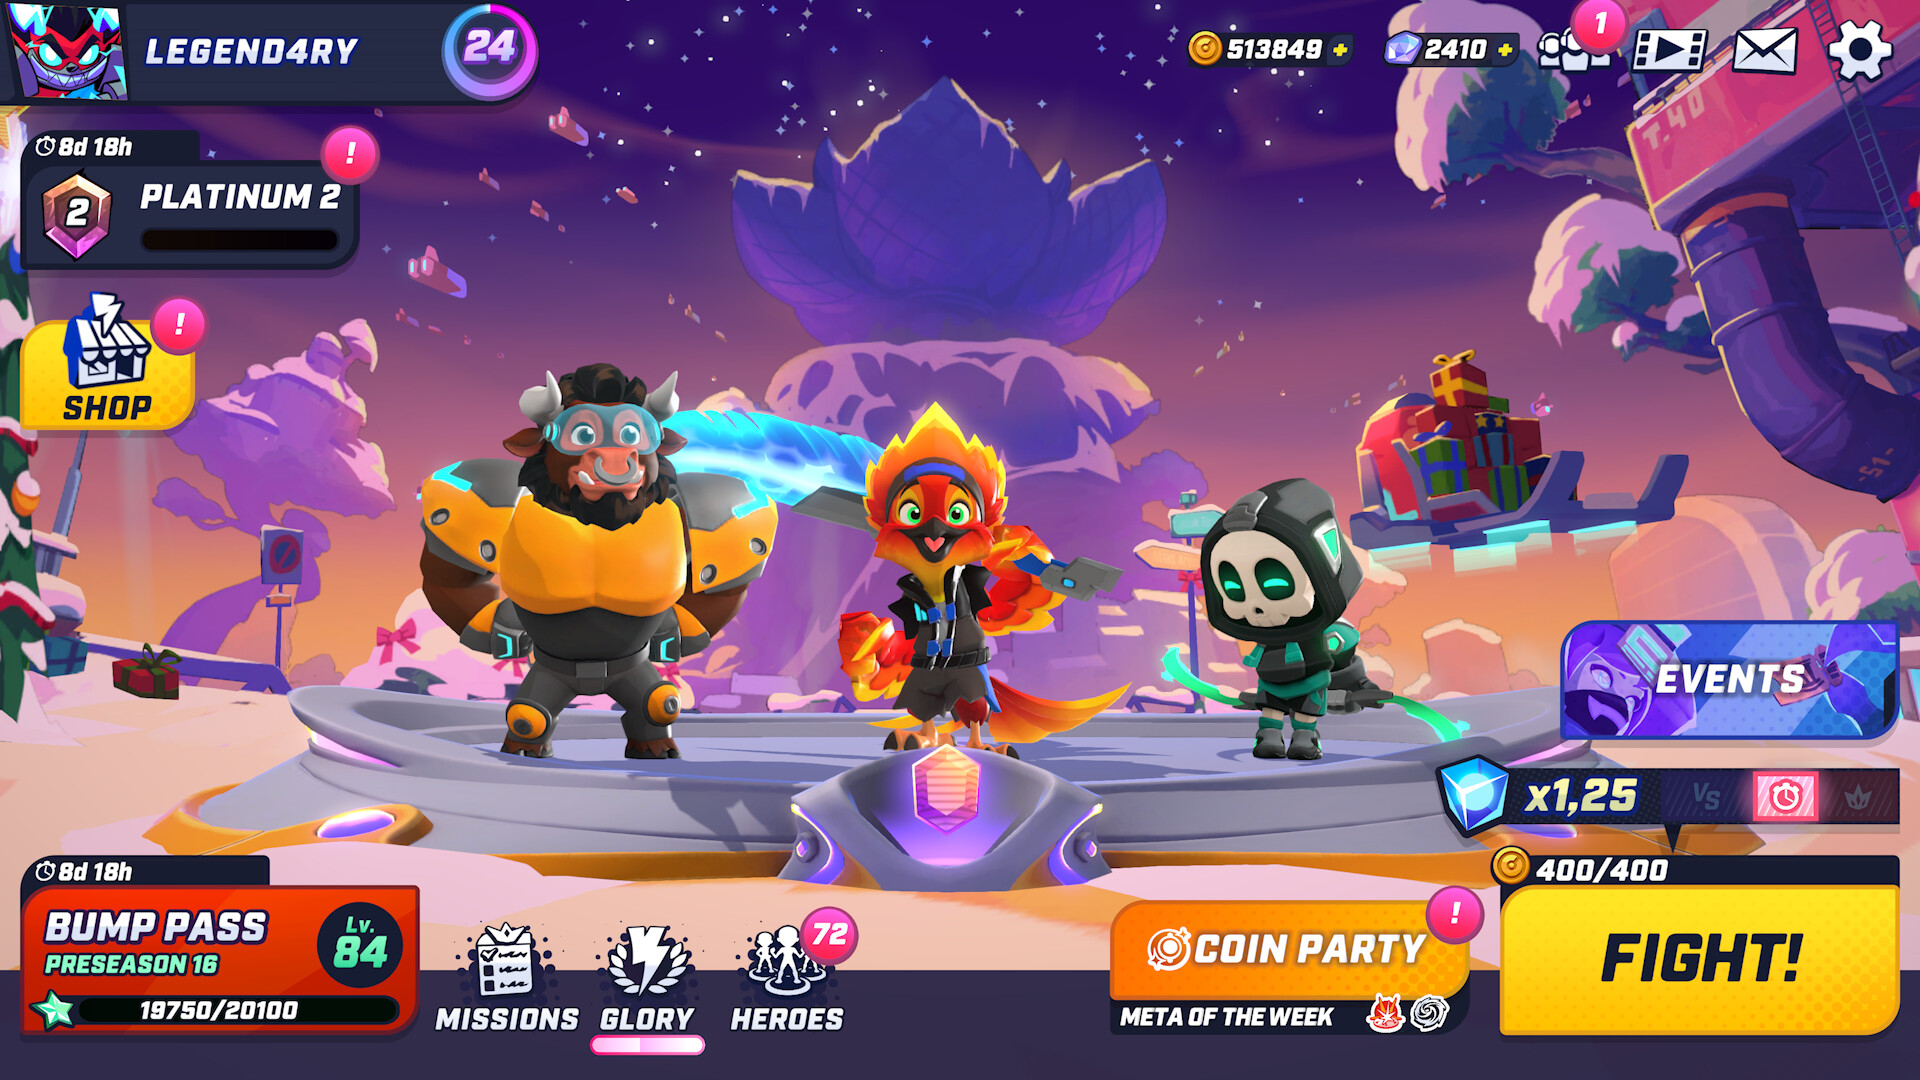 LEGEND4RY
24
513849 +
2410 +
1
8d 18h
!
2
PLATINUM 2
T-40
!
SHOP
EVENTS
x1,25
VS
8d 18h
400/400
BUMP PASS
Lv.
84
PRESEASON 16
19750/20100
MISSIONS
GLORY
72
HEROES
!
COIN PARTY
META OF THE WEEK
FIGHT!